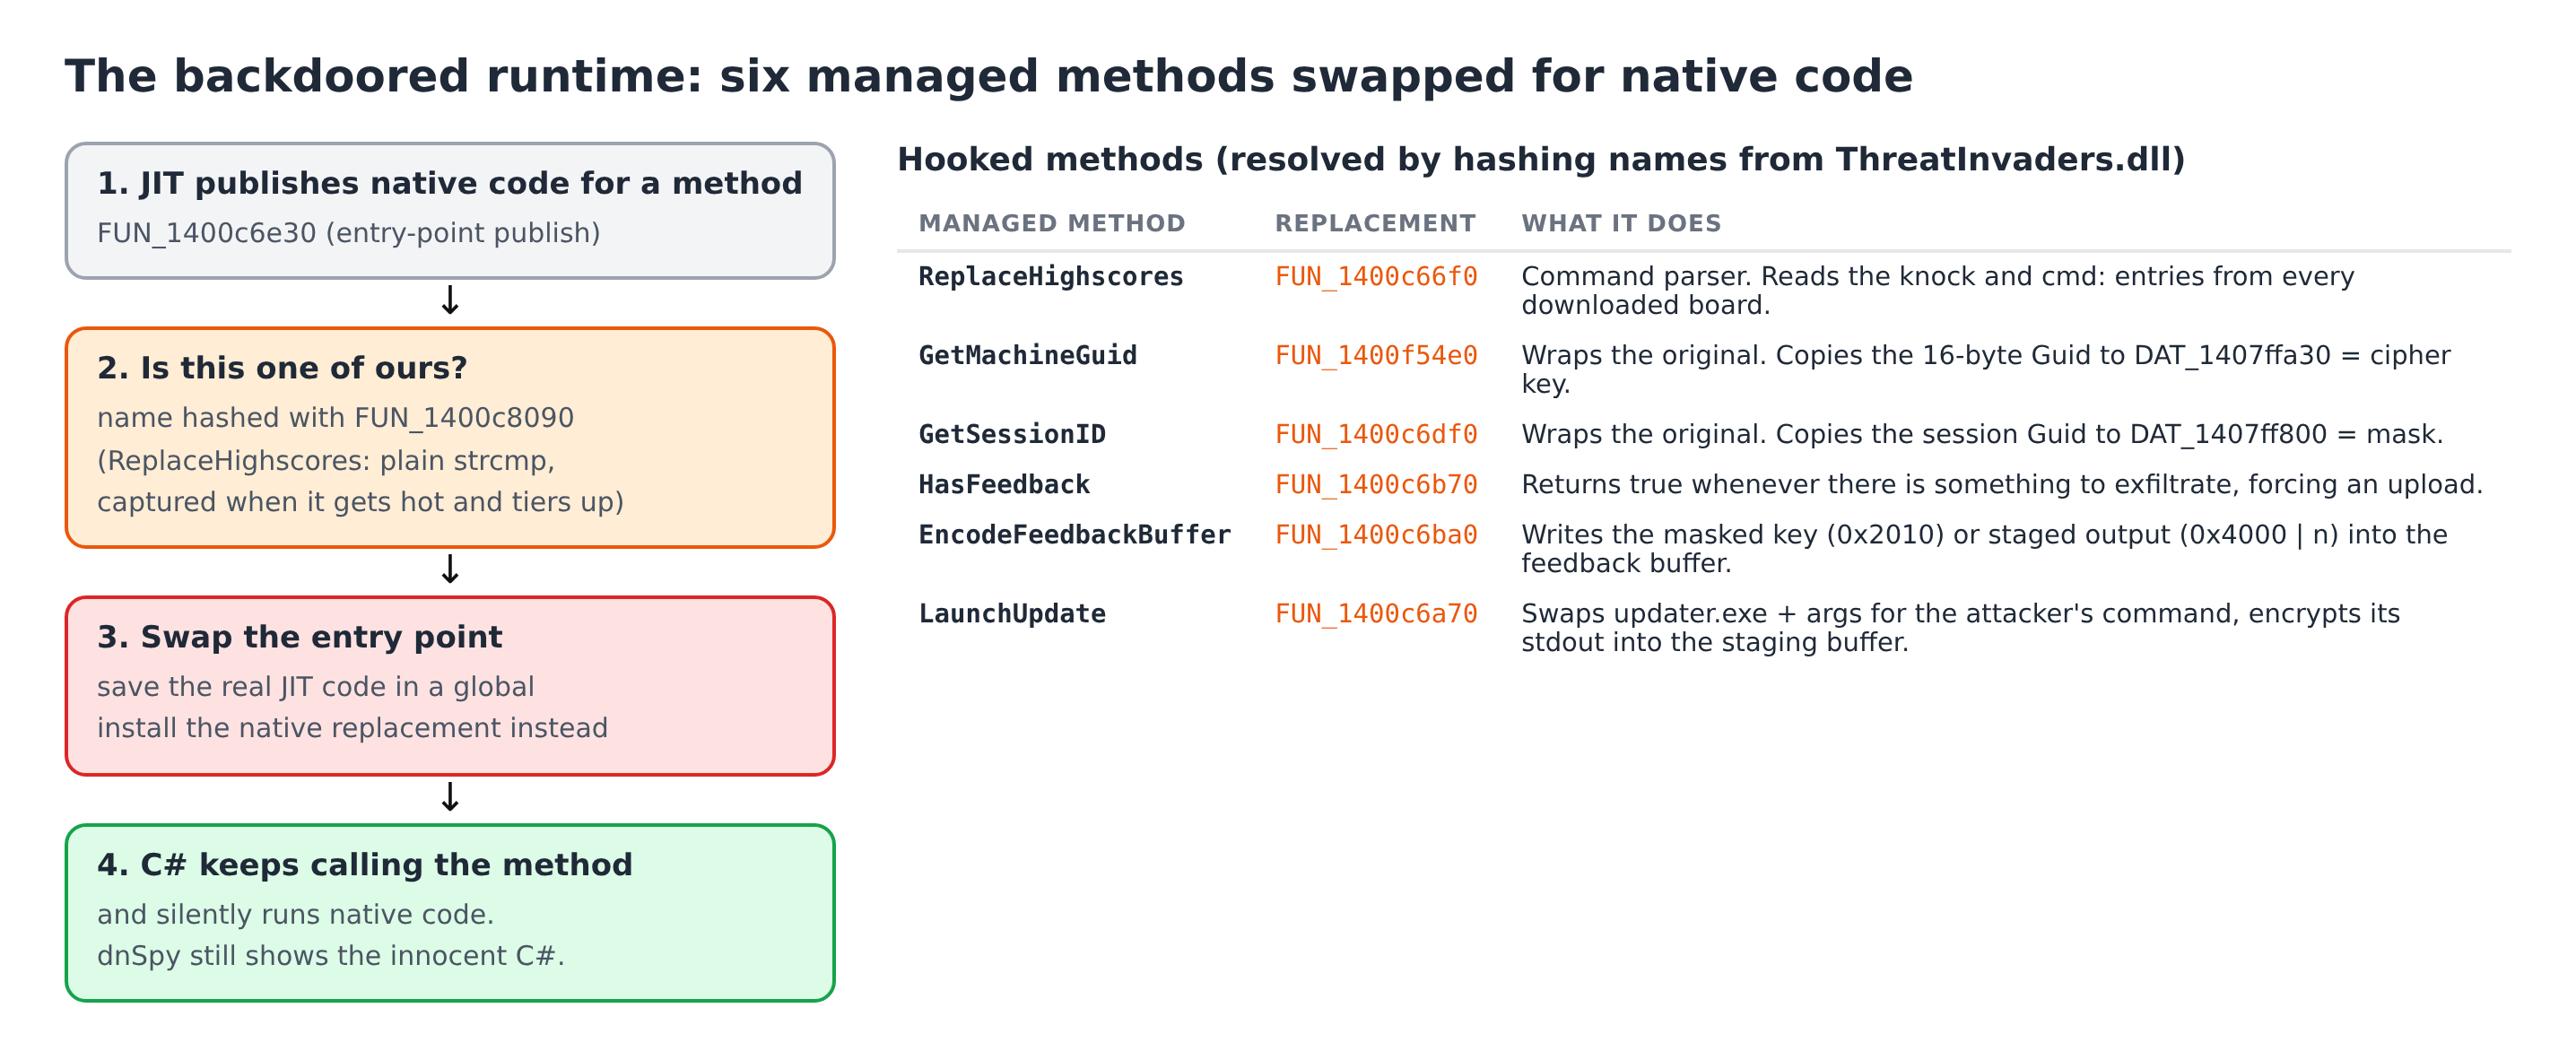 The backdoored runtime: six managed methods swapped for native code
1. JIT publishes native code for a method
FUN_1400c6e30 (entry-point publish)
↓
2. Is this one of ours?
name hashed with FUN_1400c8090
(ReplaceHighscores: plain strcmp,
captured when it gets hot and tiers up)
↓
3. Swap the entry point
save the real JIT code in a global
install the native replacement instead
↓
4. C# keeps calling the method
and silently runs native code.
dnSpy still shows the innocent C#.
Hooked methods (resolved by hashing names from ThreatInvaders.dll)
MANAGED METHOD REPLACEMENT WHAT IT DOES
ReplaceHighscores FUN_1400c66f0 Command parser. Reads the knock and cmd: entries from every
downloaded board.
GetMachineGuid FUN_1400f54e0 Wraps the original. Copies the 16-byte Guid to DAT_1407ffa30 = cipher
key.
GetSessionID FUN_1400c6df0 Wraps the original. Copies the session Guid to DAT_1407ff800 = mask.
HasFeedback FUN_1400c6b70 Returns true whenever there is something to exfiltrate, forcing an upload.
EncodeFeedbackBuffer FUN_1400c6ba0 Writes the masked key (0x2010) or staged output (0x4000 | n) into the
feedback buffer.
LaunchUpdate FUN_1400c6a70 Swaps updater.exe + args for the attacker's command, encrypts its
stdout into the staging buffer.